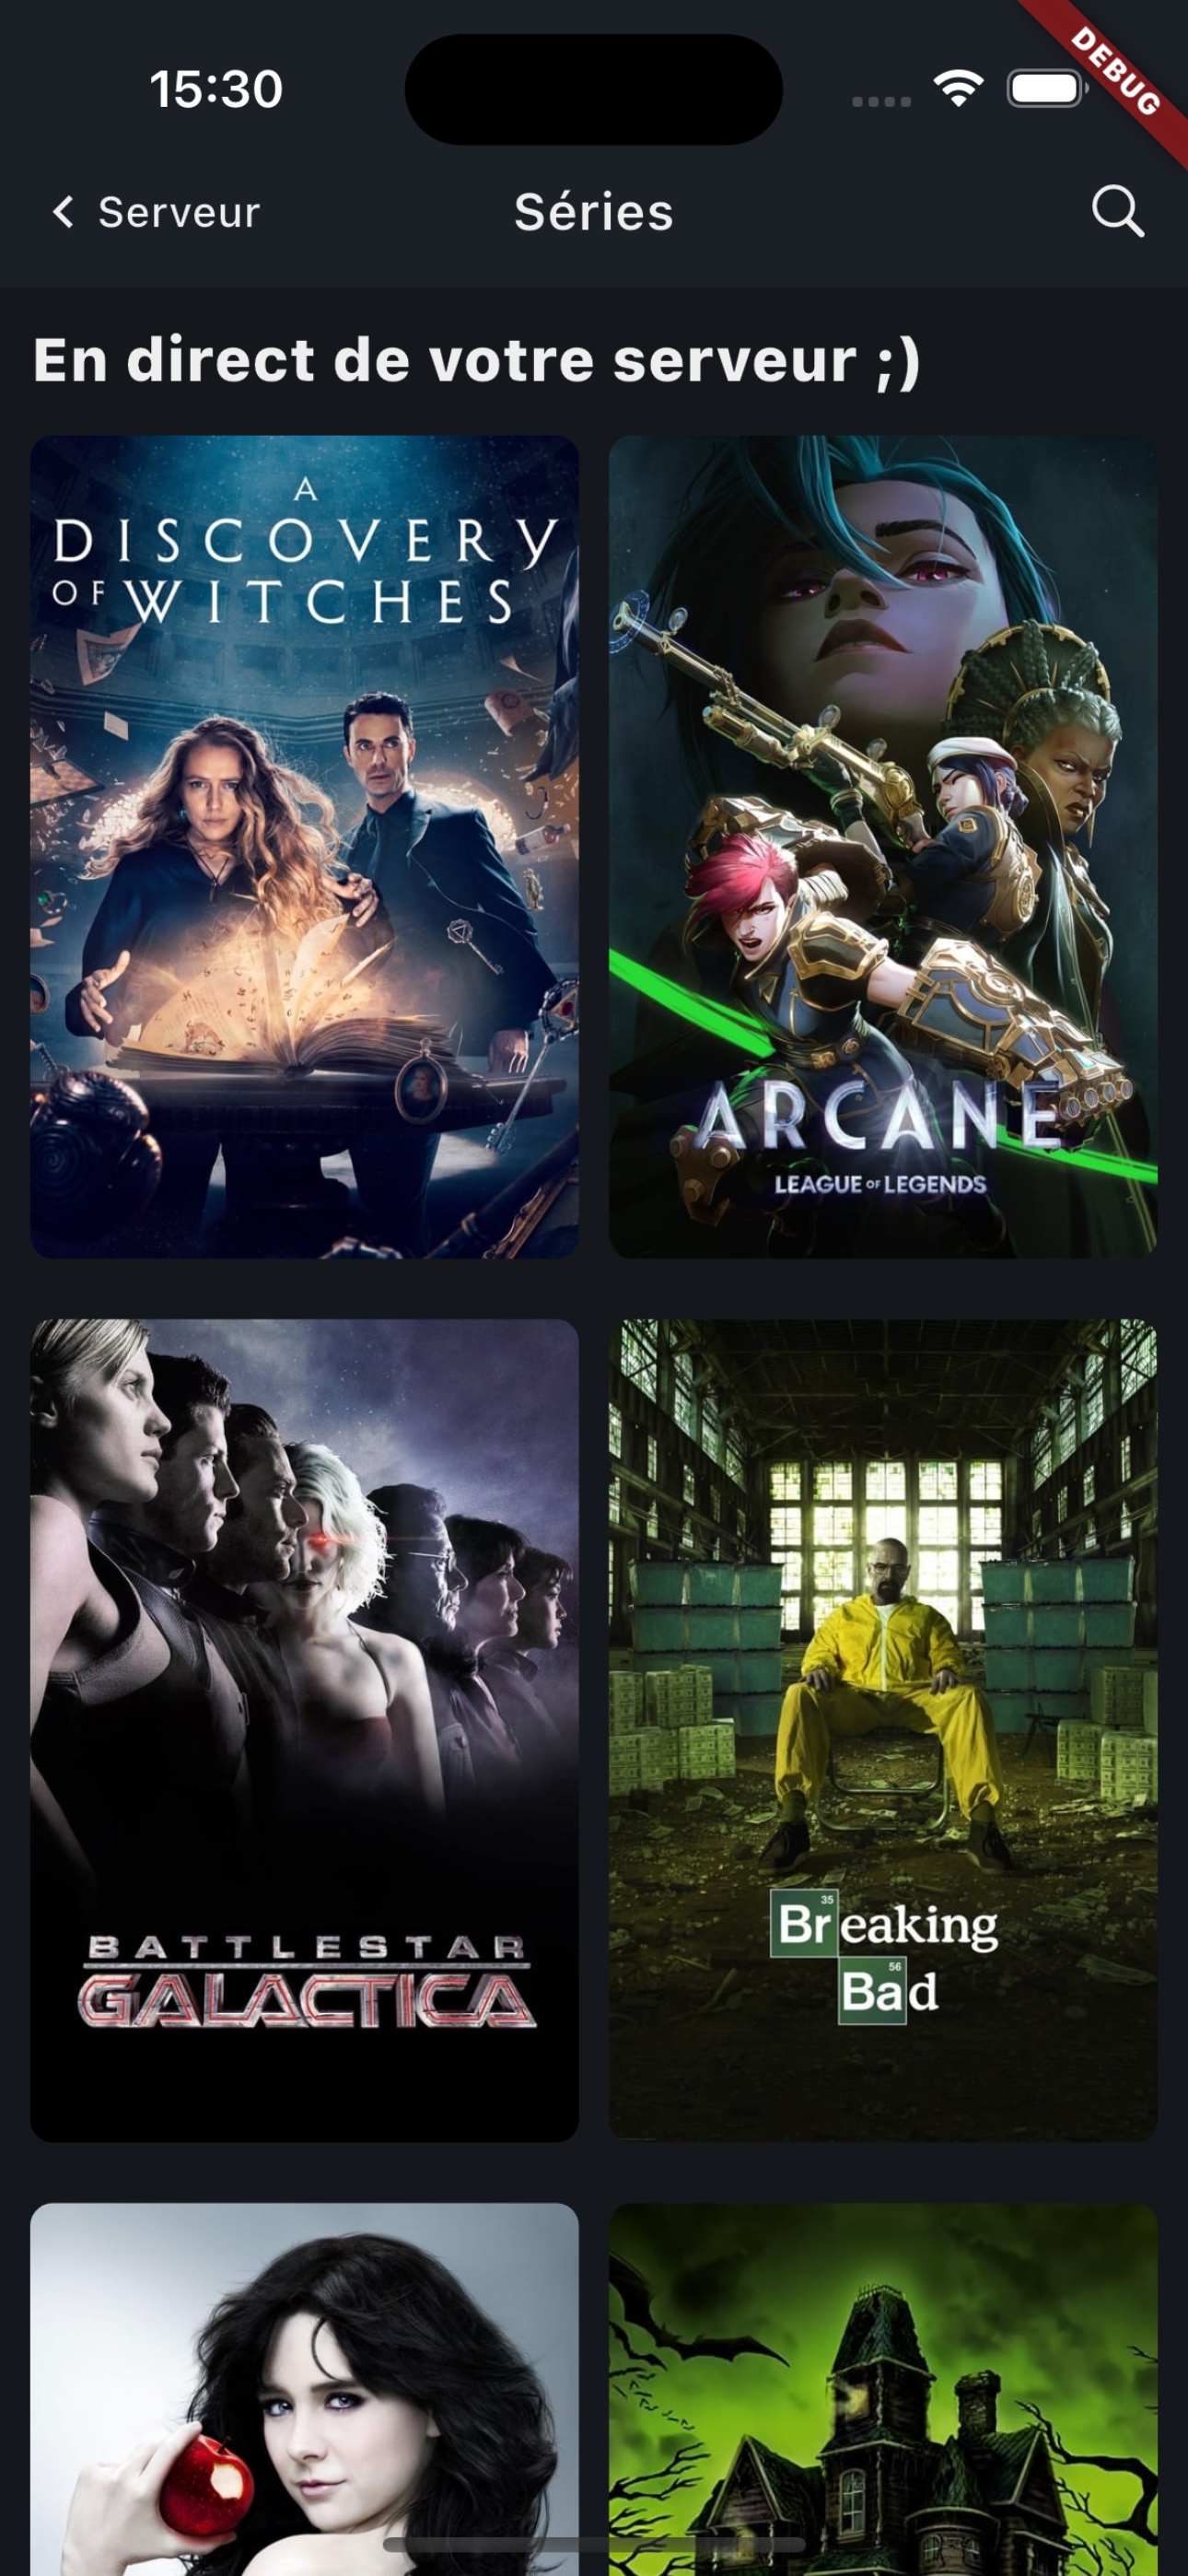 15:30
DEBUG
Serveur
Séries
En direct de votre serveur ;)
A
DISCOVERY
OF WITCHES
ARCANE
LEAGUE OF LEGENDS
BATTLESTAR
GALACTICA
35
Breaking
56
Bad